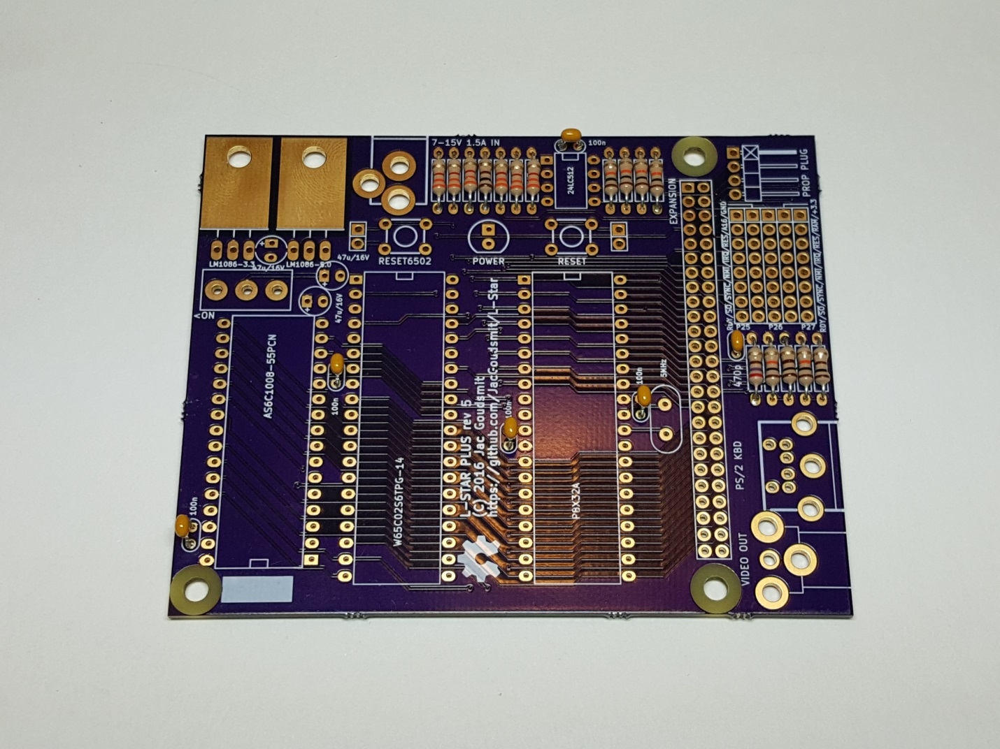 7-15V 1.5A IN
100n
24LC512
EXPANSION
PROP PLUG
RDY/SO/SYNC/NMI/IRQ/RES/A16/GND
RDY/SO/SYNC/NMI/IRQ/RES/RAM/+3.3
P25 P26 P27
LM1086-3.3
LM1086-5.0
47u/16V
47u/16V
47u/16V
RESET6502
POWER
RESET
<ON
AS6C1008-55PCN
100n
W65C02S6TPG-14
L-STAR PLUS rev 5
(C) 2016 Jac Goudsmit
https://github.com/JacGoudsmit/L-Star
100n
P8X32A
100n
5MHz
470p
PS/2 KBD
VIDEO OUT
100n